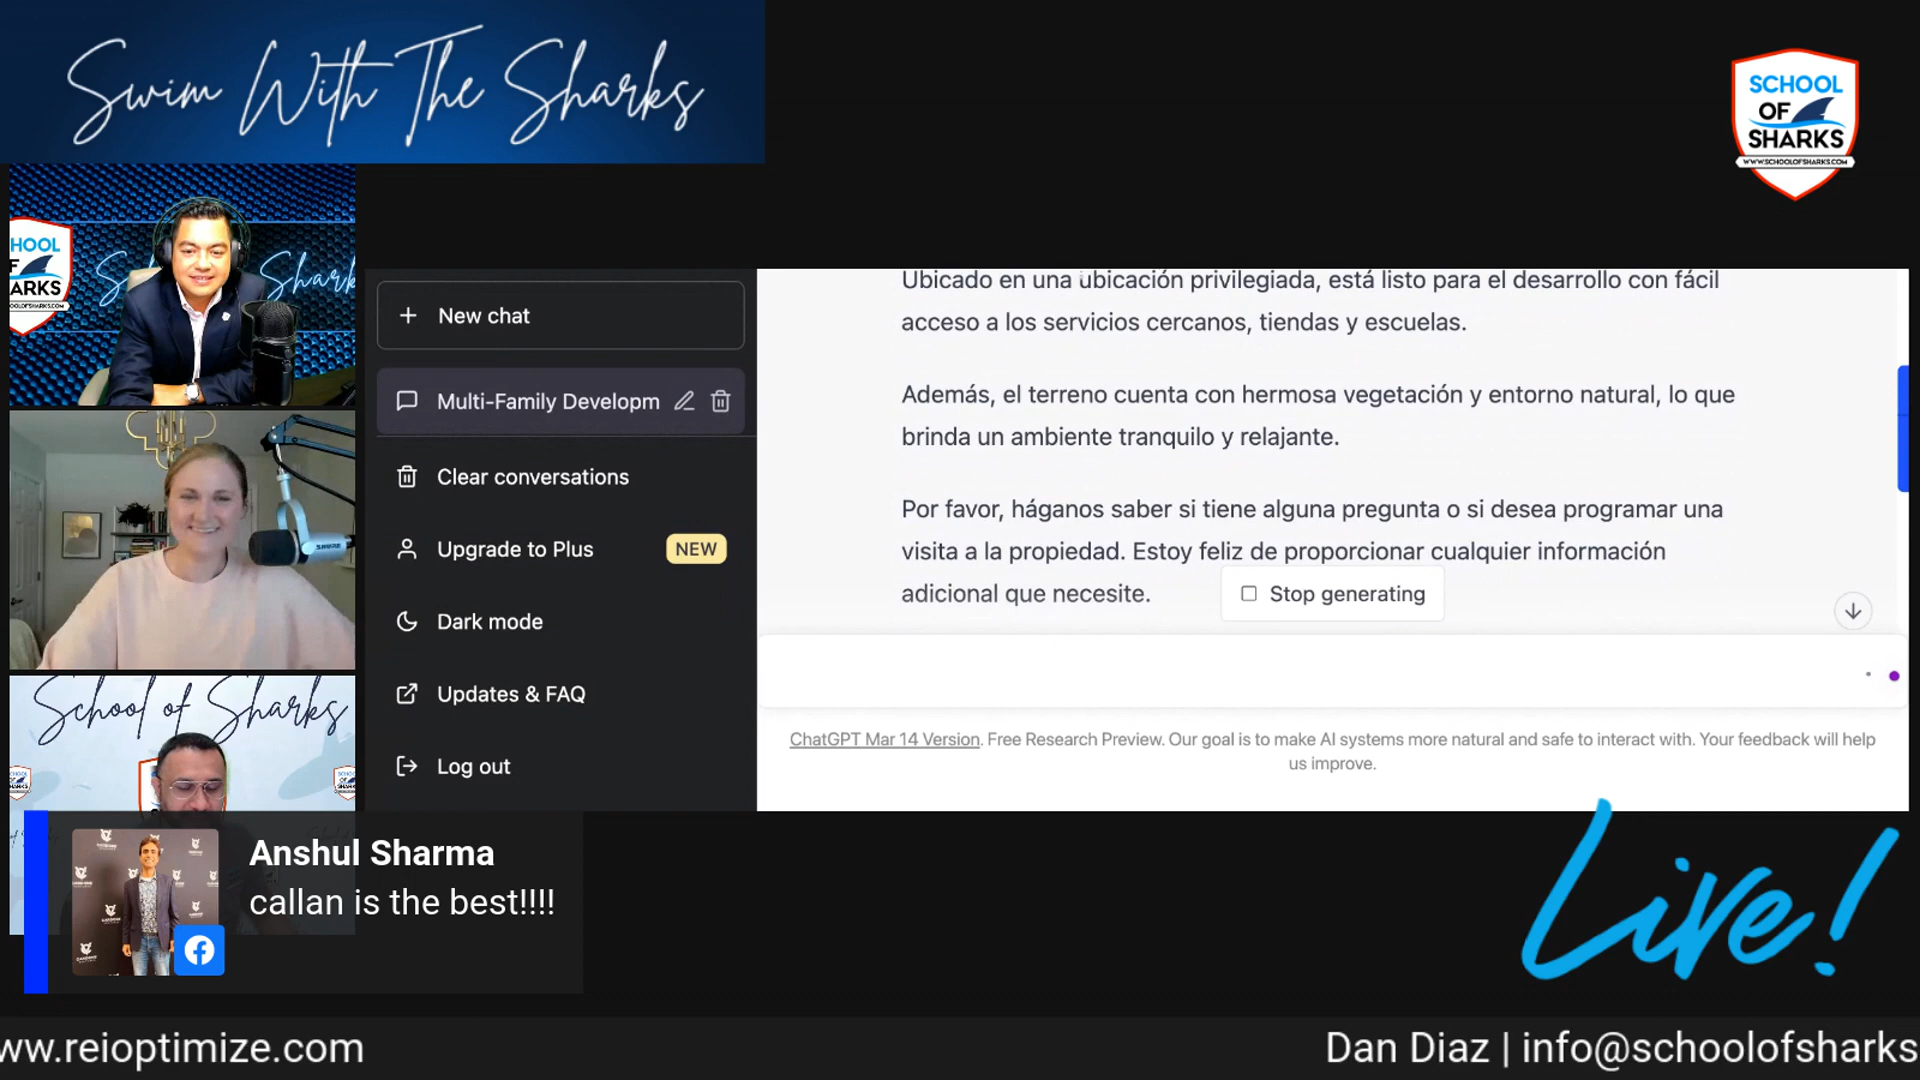 Swim With The Sharks
SCHOOL
OF
SHARKS
WWW.SCHOOLOFSHARKS.COM
HOOL
F
ARKS
OOLOFSHARKS.COM
S
Shark
SHURE
School of Sharks
+ New chat
Multi-Family Developm
Clear conversations
Upgrade to Plus NEW
Dark mode
Updates & FAQ
Log out
Ubicado en una ubicación privilegiada, está listo para el desarrollo con fácil
acceso a los servicios cercanos, tiendas y escuelas.
Además, el terreno cuenta con hermosa vegetación y entorno natural, lo que
brinda un ambiente tranquilo y relajante.
Por favor, háganos saber si tiene alguna pregunta o si desea programar una
visita a la propiedad. Estoy feliz de proporcionar cualquier información
adicional que necesite.
Stop generating
ChatGPT Mar 14 Version. Free Research Preview. Our goal is to make AI systems more natural and safe to interact with. Your feedback will help
us improve.
Anshul Sharma
callan is the best!!!!
Live!
ww.reioptimize.com
Dan Diaz | info@schoolofsharks